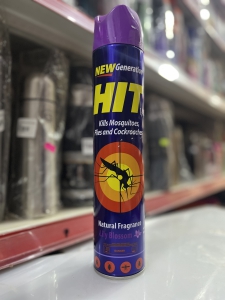 NEW Generation
HIT
Kills Mosquitoes,
Flies and Cockroaches
Natural Fragrance